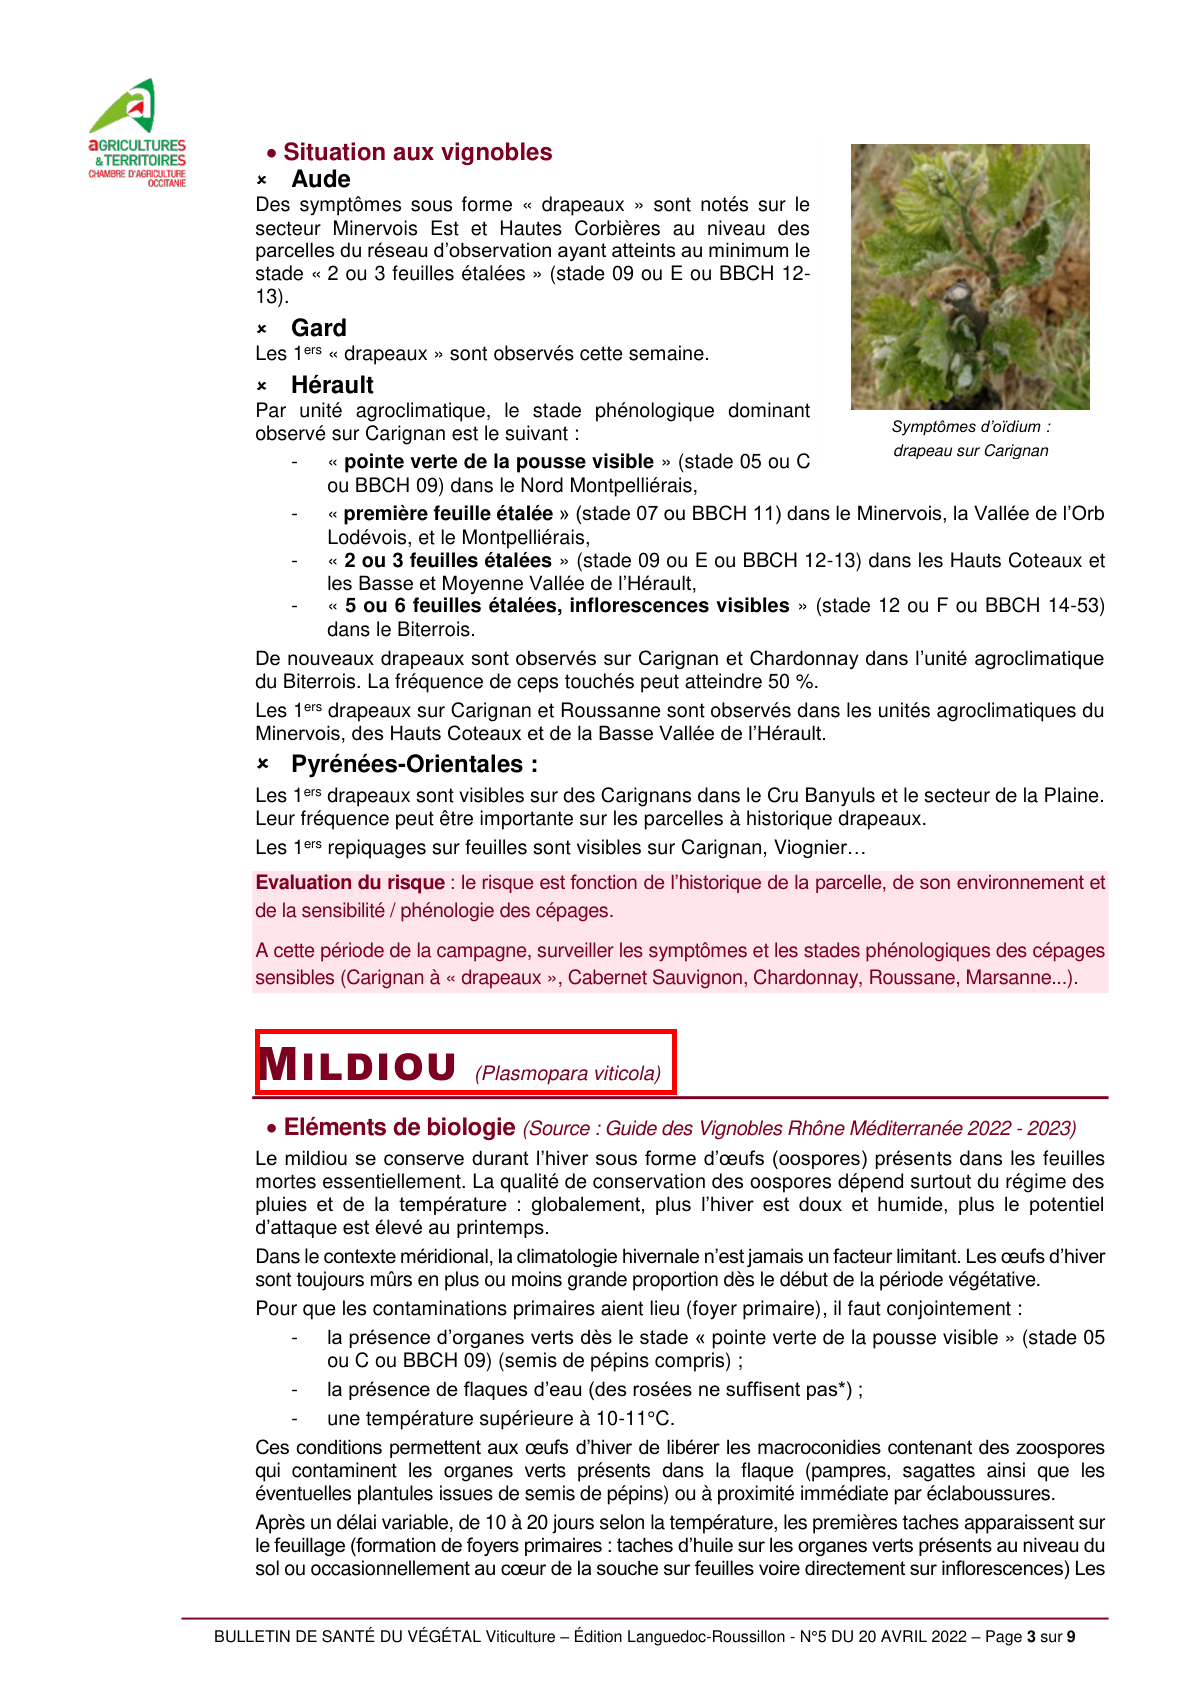 aGRICULTURES
& TERRITOIRES
CHAMBRE D'AGRICULTURE
OCCITANIE
• Situation aux vignobles
× Aude
Des symptômes sous forme « drapeaux » sont notés sur le
secteur Minervois Est et Hautes Corbières au niveau des
parcelles du réseau d'observation ayant atteints au minimum le
stade « 2 ou 3 feuilles étalées » (stade 09 ou E ou BBCH 12-
13).
× Gard
Les 1ers « drapeaux » sont observés cette semaine.
× Hérault
Par unité agroclimatique, le stade phénologique dominant
observé sur Carignan est le suivant :
Symptômes d'oïdium :
drapeau sur Carignan
- « pointe verte de la pousse visible » (stade 05 ou C
ou BBCH 09) dans le Nord Montpelliérais,
- « première feuille étalée » (stade 07 ou BBCH 11) dans le Minervois, la Vallée de l'Orb
Lodévois, et le Montpelliérais,
- « 2 ou 3 feuilles étalées » (stade 09 ou E ou BBCH 12-13) dans les Hauts Coteaux et
les Basse et Moyenne Vallée de l'Hérault,
- « 5 ou 6 feuilles étalées, inflorescences visibles » (stade 12 ou F ou BBCH 14-53)
dans le Biterrois.
De nouveaux drapeaux sont observés sur Carignan et Chardonnay dans l'unité agroclimatique
du Biterrois. La fréquence de ceps touchés peut atteindre 50 %.
Les 1ers drapeaux sur Carignan et Roussanne sont observés dans les unités agroclimatiques du
Minervois, des Hauts Coteaux et de la Basse Vallée de l'Hérault.
× Pyrénées-Orientales :
Les 1ers drapeaux sont visibles sur des Carignans dans le Cru Banyuls et le secteur de la Plaine.
Leur fréquence peut être importante sur les parcelles à historique drapeaux.
Les 1ers repiquages sur feuilles sont visibles sur Carignan, Viognier…
Evaluation du risque : le risque est fonction de l'historique de la parcelle, de son environnement et
de la sensibilité / phénologie des cépages.
A cette période de la campagne, surveiller les symptômes et les stades phénologiques des cépages
sensibles (Carignan à « drapeaux », Cabernet Sauvignon, Chardonnay, Roussane, Marsanne...).
MILDIOU (Plasmopara viticola)
• Eléments de biologie (Source : Guide des Vignobles Rhône Méditerranée 2022 - 2023)
Le mildiou se conserve durant l'hiver sous forme d'œufs (oospores) présents dans les feuilles
mortes essentiellement. La qualité de conservation des oospores dépend surtout du régime des
pluies et de la température : globalement, plus l'hiver est doux et humide, plus le potentiel
d'attaque est élevé au printemps.
Dans le contexte méridional, la climatologie hivernale n'est jamais un facteur limitant. Les œufs d'hiver
sont toujours mûrs en plus ou moins grande proportion dès le début de la période végétative.
Pour que les contaminations primaires aient lieu (foyer primaire), il faut conjointement :
- la présence d'organes verts dès le stade « pointe verte de la pousse visible » (stade 05
ou C ou BBCH 09) (semis de pépins compris) ;
- la présence de flaques d'eau (des rosées ne suffisent pas*) ;
- une température supérieure à 10-11°C.
Ces conditions permettent aux œufs d'hiver de libérer les macroconidies contenant des zoospores
qui contaminent les organes verts présents dans la flaque (pampres, sagattes ainsi que les
éventuelles plantules issues de semis de pépins) ou à proximité immédiate par éclaboussures.
Après un délai variable, de 10 à 20 jours selon la température, les premières taches apparaissent sur
le feuillage (formation de foyers primaires : taches d'huile sur les organes verts présents au niveau du
sol ou occasionnellement au cœur de la souche sur feuilles voire directement sur inflorescences) Les
BULLETIN DE SANTÉ DU VÉGÉTAL Viticulture – Édition Languedoc-Roussillon - N°5 DU 20 AVRIL 2022 – Page 3 sur 9